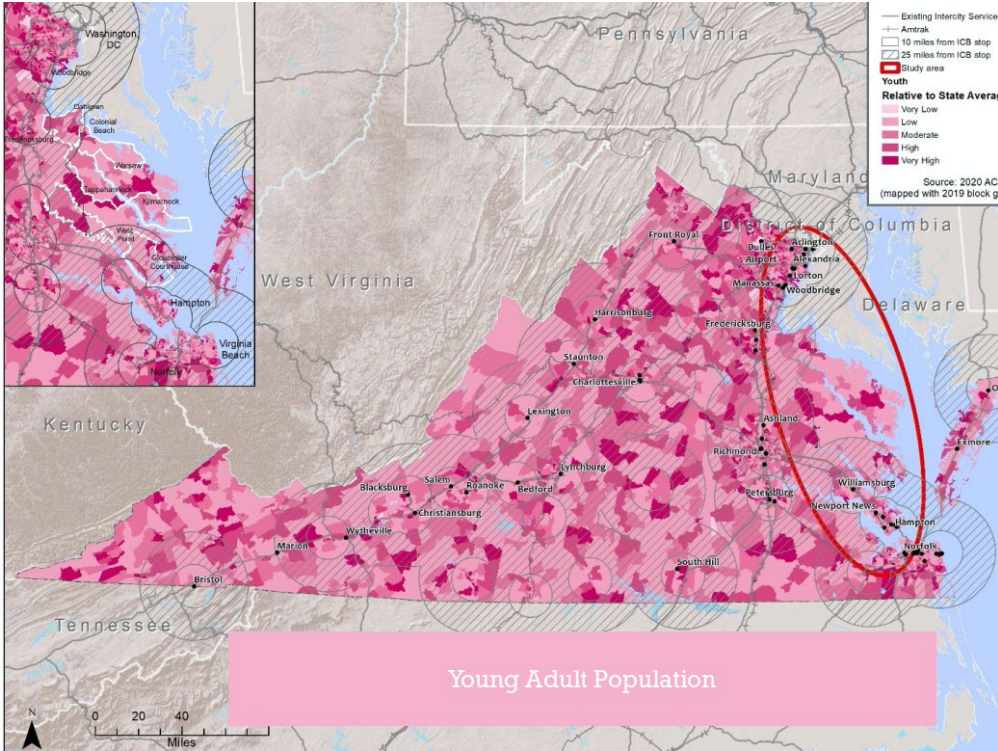 Washington,
DC
Woodbridge
Dahlgren
Colonial
Beach
Fredericksburg
Warsaw
Tappahannock
Kilmarnock
West
Point
Gloucester
Courthouse
Hampton
Virginia
Beach
Norfolk
Existing Intercity Service
Amtrak
10 miles from ICB stop
25 miles from ICB stop
Study area
Youth
Relative to State Averag
Very Low
Low
Moderate
High
Very High
Source: 2020 AC
(mapped with 2019 block g
Pennsylvania
Maryland
District of Columbia
West Virginia
Delaware
Kentucky
Tennessee
Front Royal
Dulles
Airport
Arlington
Alexandria
Lorton
Manassas
Woodbridge
Harrisonburg
Fredericksburg
Staunton
Charlottesville
Lexington
Ashland
Richmond
O
Exmore
Lynchburg
Salem
Roanoke
Bedford
Blacksburg
Christiansburg
Petersburg
Williamsburg
Newport News
Hampton
Norfolk
Wytheville
Marion
South Hill
Bristol
Young Adult Population
N
0 20 40
Miles